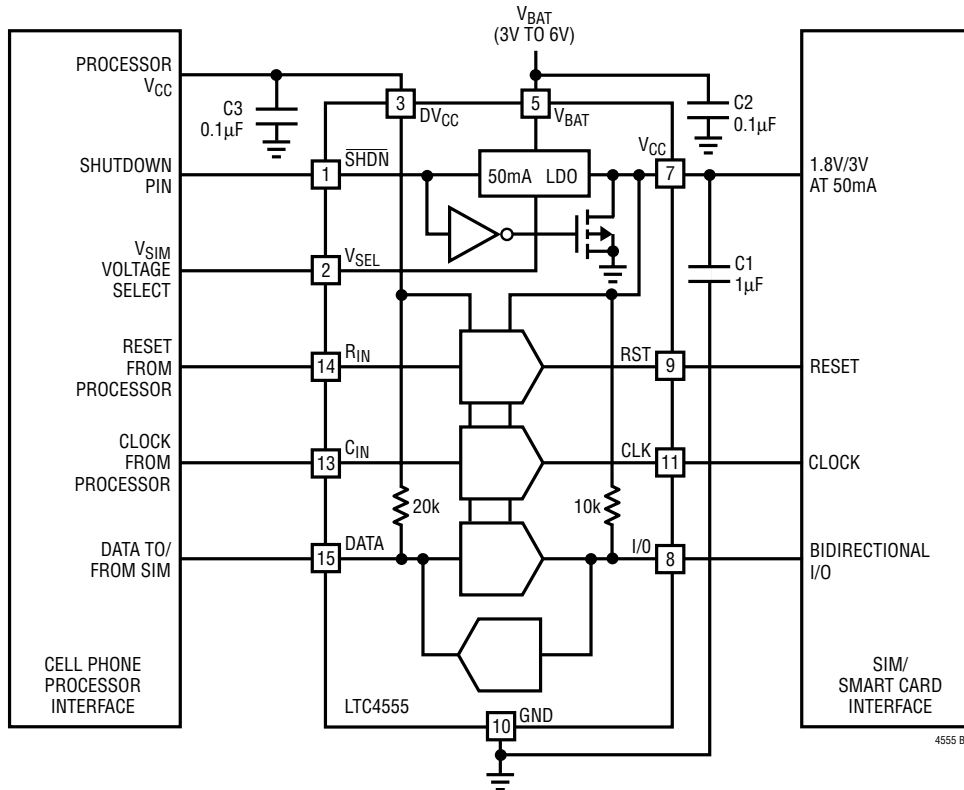 VBAT
(3V TO 6V)
PROCESSOR
VCC
C3
0.1µF
3
DVCC
5
VBAT
C2
0.1µF
SHUTDOWN
PIN
1
SHDN
50mA LDO
VCC
7
1.8V/3V
AT 50mA
VSIM
VOLTAGE
SELECT
2
VSEL
C1
1µF
RESET
FROM
PROCESSOR
14
RIN
RST
9
RESET
CLOCK
FROM
PROCESSOR
13
CIN
CLK
11
CLOCK
20k
10k
DATA TO/
FROM SIM
15
DATA
I/O
8
BIDIRECTIONAL
I/O
CELL PHONE
PROCESSOR
INTERFACE
LTC4555
10
GND
SIM/
SMART CARD
INTERFACE
4555 B